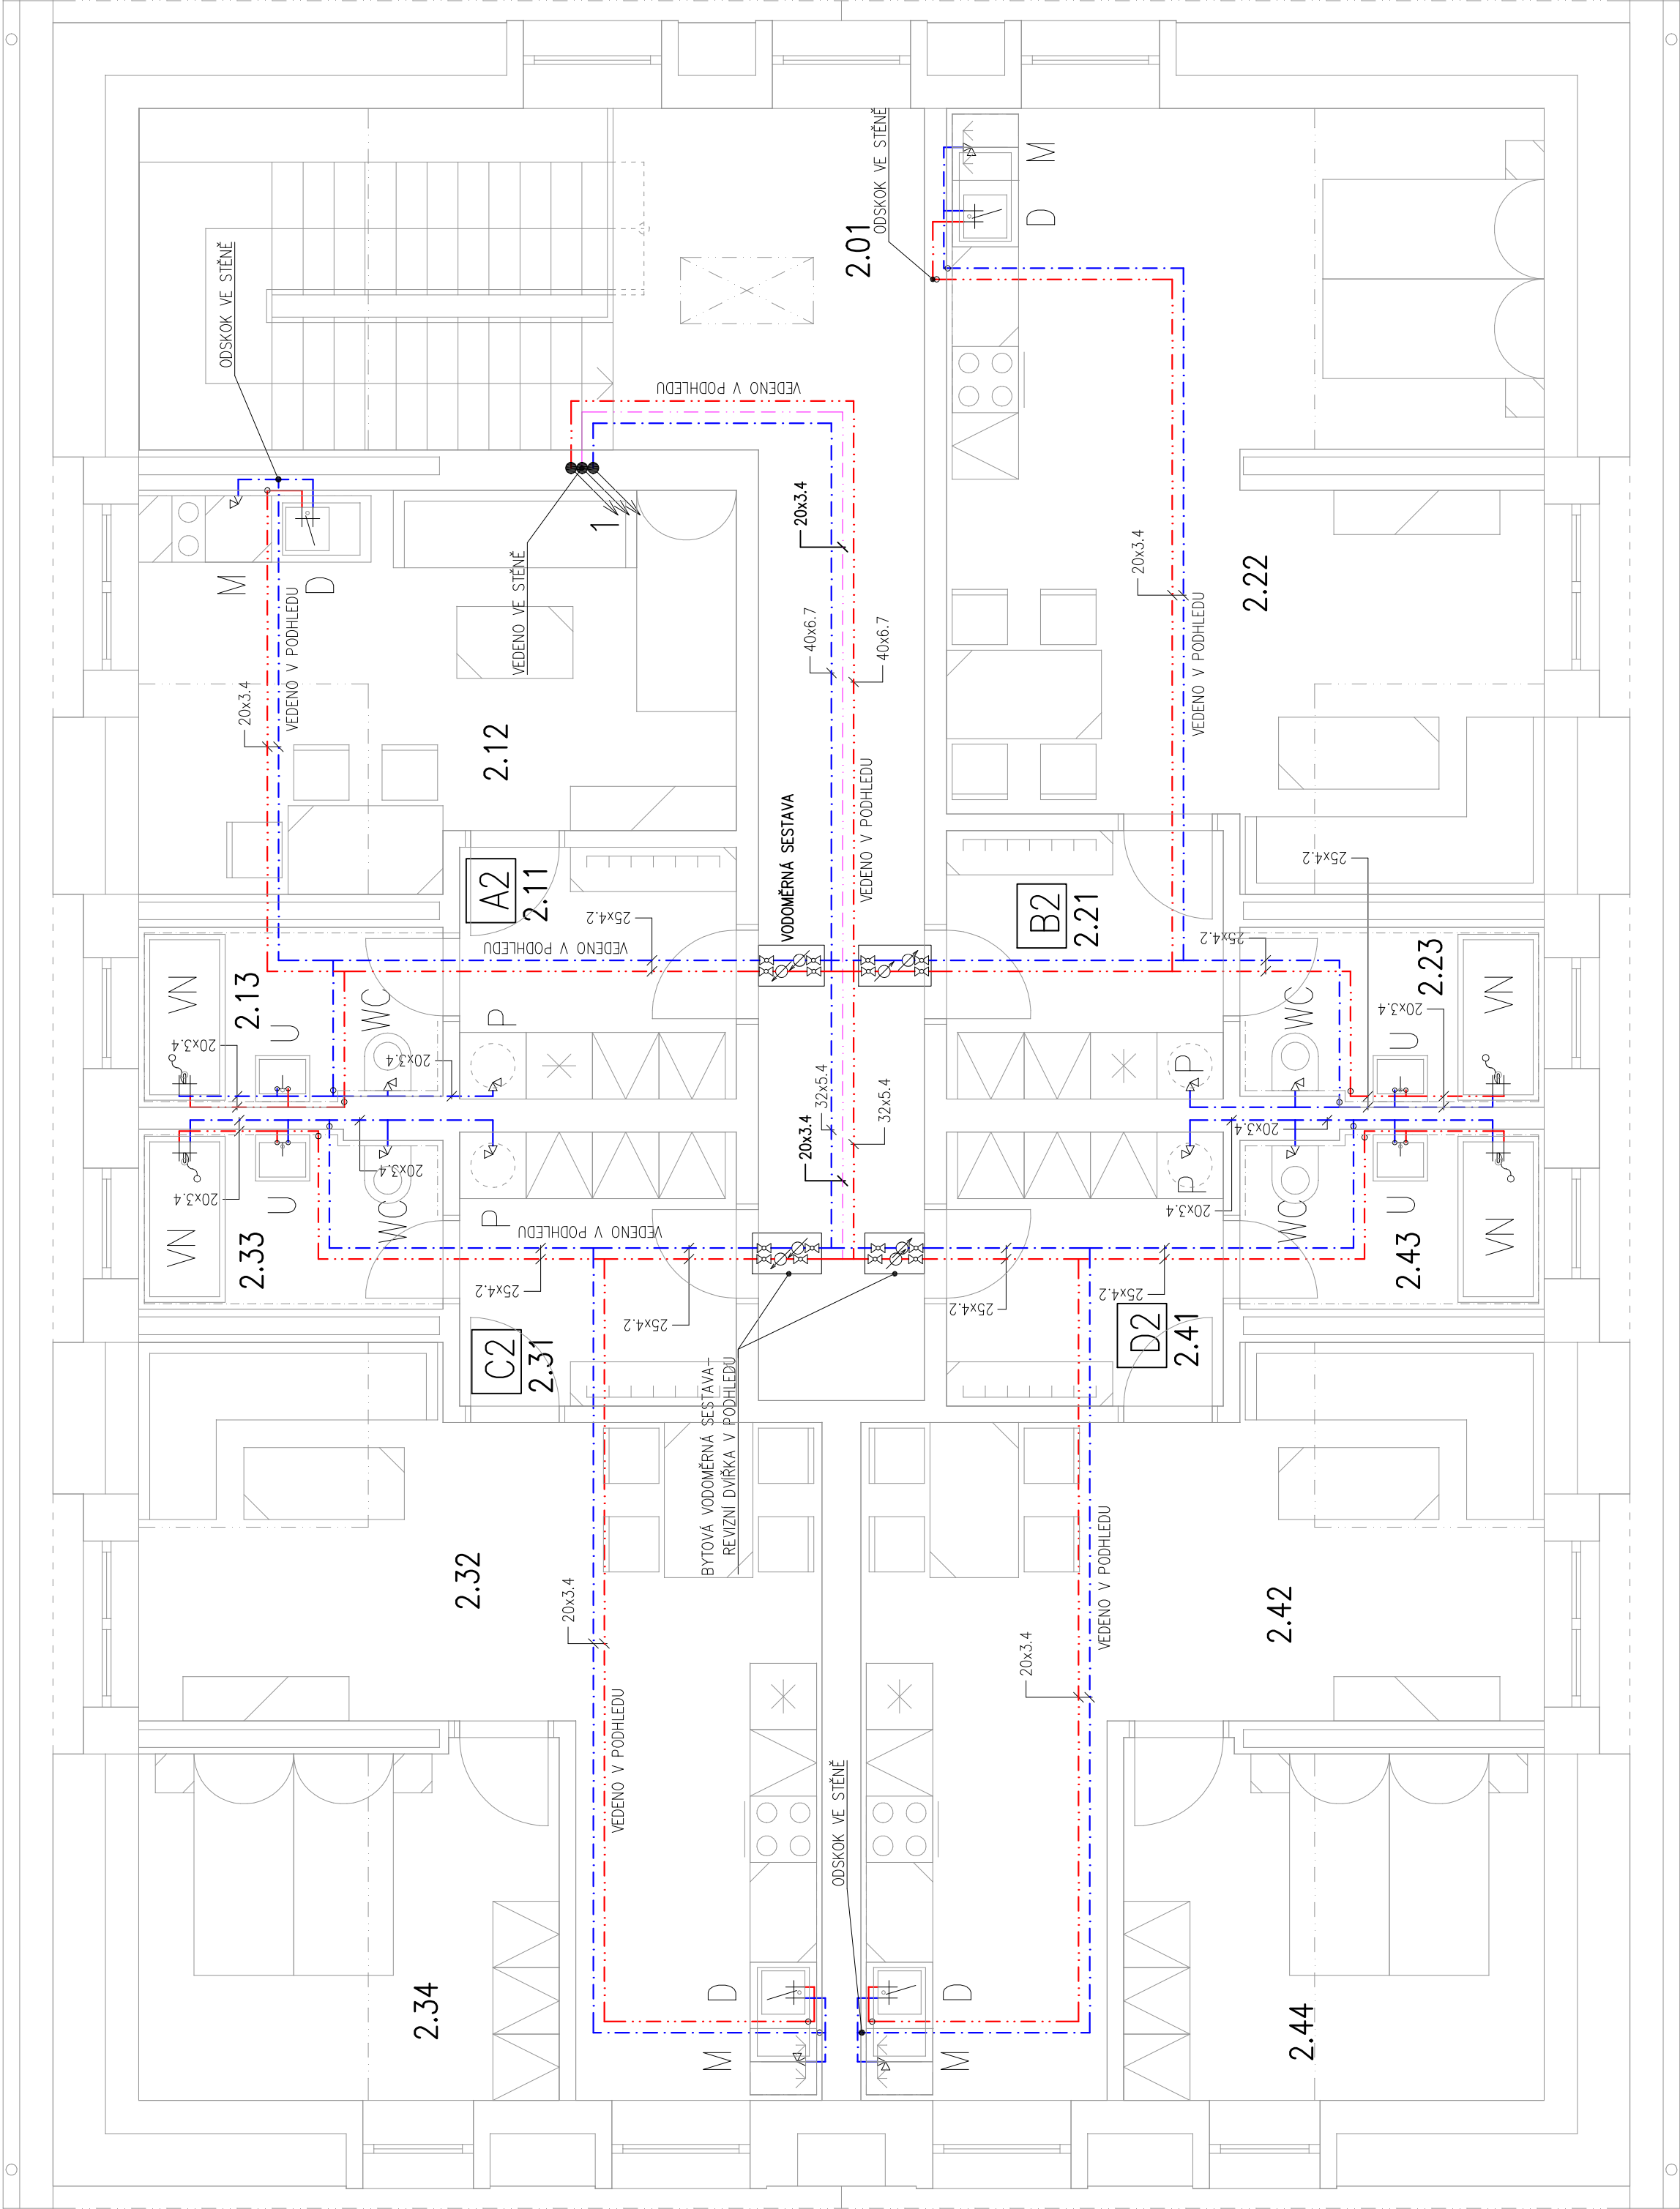 ODSKOK VE STĚNĚ
ODSKOK VE STĚNĚ
M
D
2.01
VEDENO V PODHLEDU
M
D
1
20x3.4
VEDENO VE STĚNĚ
20x3.4
2.22
VEDENO V PODHLEDU
VEDENO V PODHLEDU
20x3.4
40x6.7
40x6.7
2.12
VODOMĚRNÁ SESTAVA
VEDENO V PODHLEDU
25x4.2
A2
2.11
25x4.2
VEDENO V PODHLEDU
B2
2.21
25x4.2
2.13
VN
U
WC
P
20x3.4
20x3.4
2.23
VN
U
WC
P
20x3.4
32x5.4
20x3.4
32x5.4
20x3.4
20x3.4
20x3.4
20x3.4
VN
U
WC
P
2.33
VEDENO V PODHLEDU
P
WC
U
VN
2.43
25x4.2
25x4.2
25x4.2
25x4.2
C2
2.31
D2
2.41
BYTOVÁ VODOMĚRNÁ SESTAVA-
REVIZNÍ DVÍŘKA V PODHLEDU
2.32
20x3.4
VEDENO V PODHLEDU
20x3.4
2.42
VEDENO V PODHLEDU
ODSKOK VE STĚNĚ
2.34
D
M
D
M
2.44